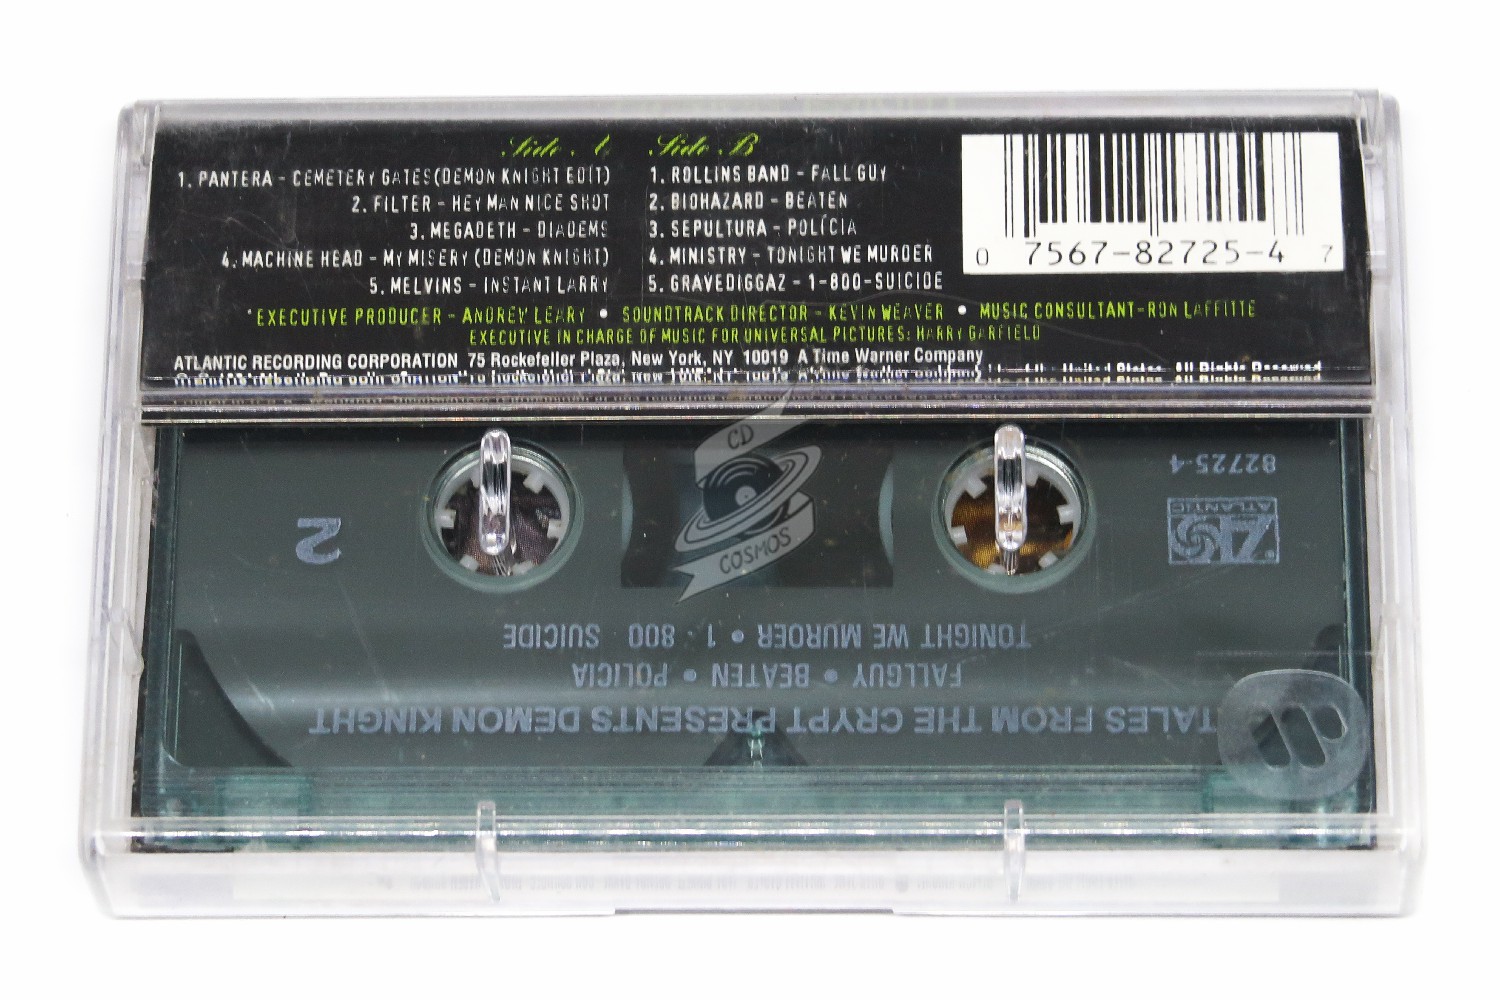 Side A
1. PANTERA - CEMETERY GATES (DEMON KNIGHT EDIT)
2. FILTER - HEY MAN NICE SHOT
3. MEGADETH - DIADEMS
4. MACHINE HEAD - MY MISERY (DEMON KNIGHT)
5. MELVINS - INSTANT LARRY
Side B
1. ROLLINS BAND - FALL GUY
2. BIOHAZARD - BEATEN
3. SEPULTURA - POLÍCIA
4. MINISTRY - TONIGHT WE MURDER
5. GRAVEDIGGAZ - 1-800-SUICIDE
0 7567-82725-4 7
EXECUTIVE PRODUCER - ANDREW LEARY • SOUNDTRACK DIRECTOR - KEVIN WEAVER • MUSIC CONSULTANT-RON LAFFITTE
EXECUTIVE IN CHARGE OF MUSIC FOR UNIVERSAL PICTURES: HARRY GARFIELD
ATLANTIC RECORDING CORPORATION 75 Rockefeller Plaza, New York, NY 10019 A Time Warner Company
CD
COSMOS
82725-4
ATLANTIC
2
TONIGHT WE MURDER • 1 · 800 SUICIDE
FALLGUY • BEATEN • POLICIA
TALES FROM THE CRYPT PRESENTS DEMON KINGHT